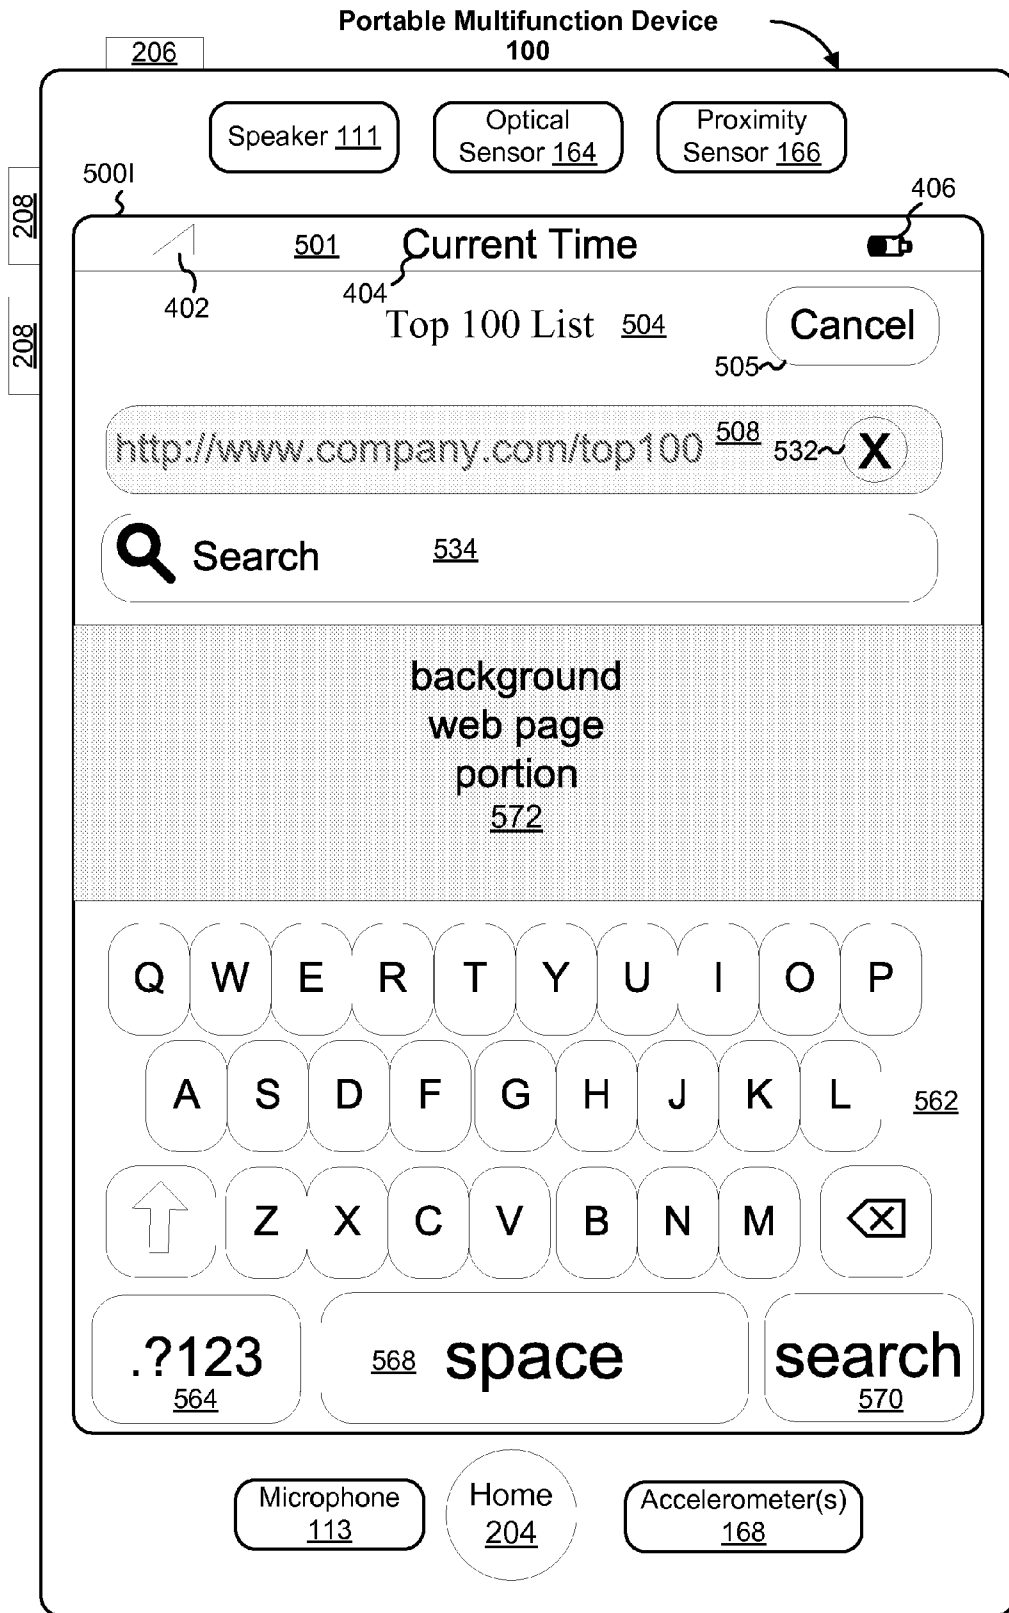 Portable Multifunction Device
100
206
Speaker 111
Optical
Sensor 164
Proximity
Sensor 166
208
208
500I
406
501
Current Time
402
404
Top 100 List 504
Cancel
505
http://www.company.com/top100
508
532
X
Search
534
background
web page
portion
572
Q W E R T Y U I O P
A S D F G H J K L
562
Z X C V B N M
.?123
564
568 space
search
570
Microphone
113
Home
204
Accelerometer(s)
168